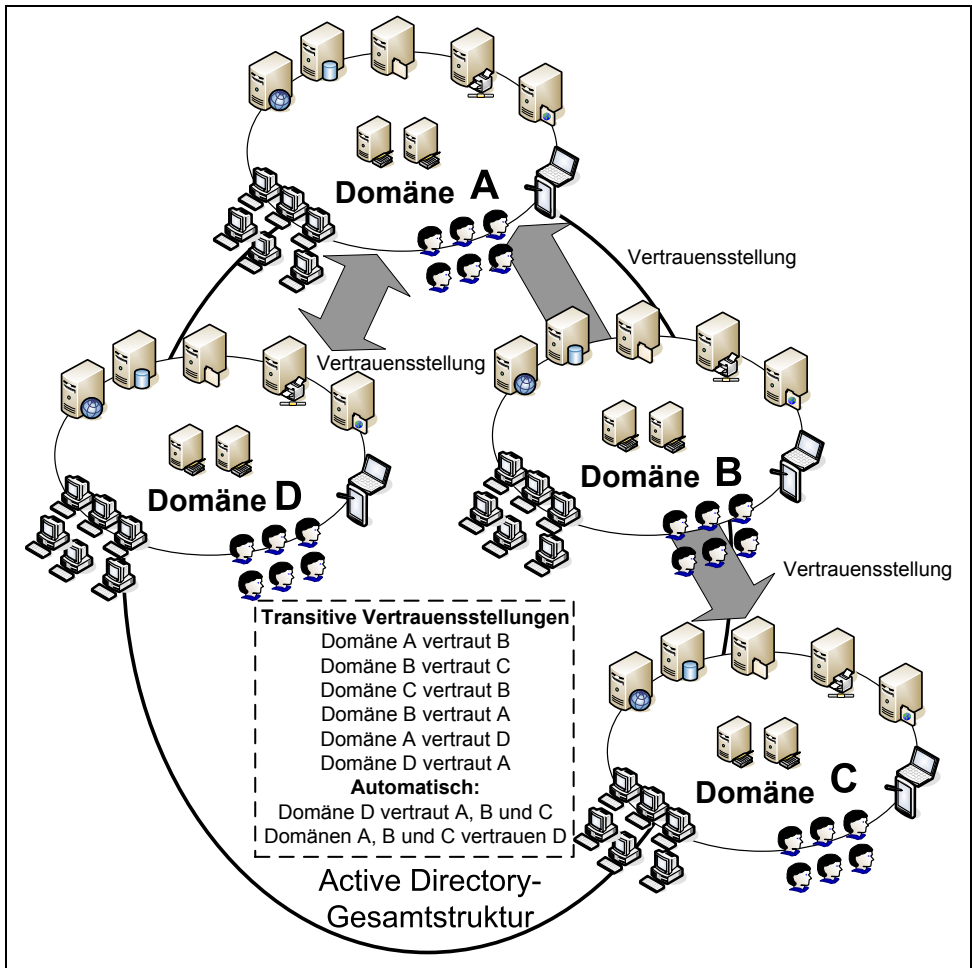 Domäne A
Vertrauensstellung
Vertrauensstellung
Domäne D
Domäne B
Vertrauensstellung
Transitive Vertrauensstellungen
Domäne A vertraut B
Domäne B vertraut C
Domäne C vertraut B
Domäne B vertraut A
Domäne A vertraut D
Domäne D vertraut A
Automatisch:
Domäne D vertraut A, B und C
Domänen A, B und C vertrauen D
Domäne C
Active Directory-
Gesamtstruktur